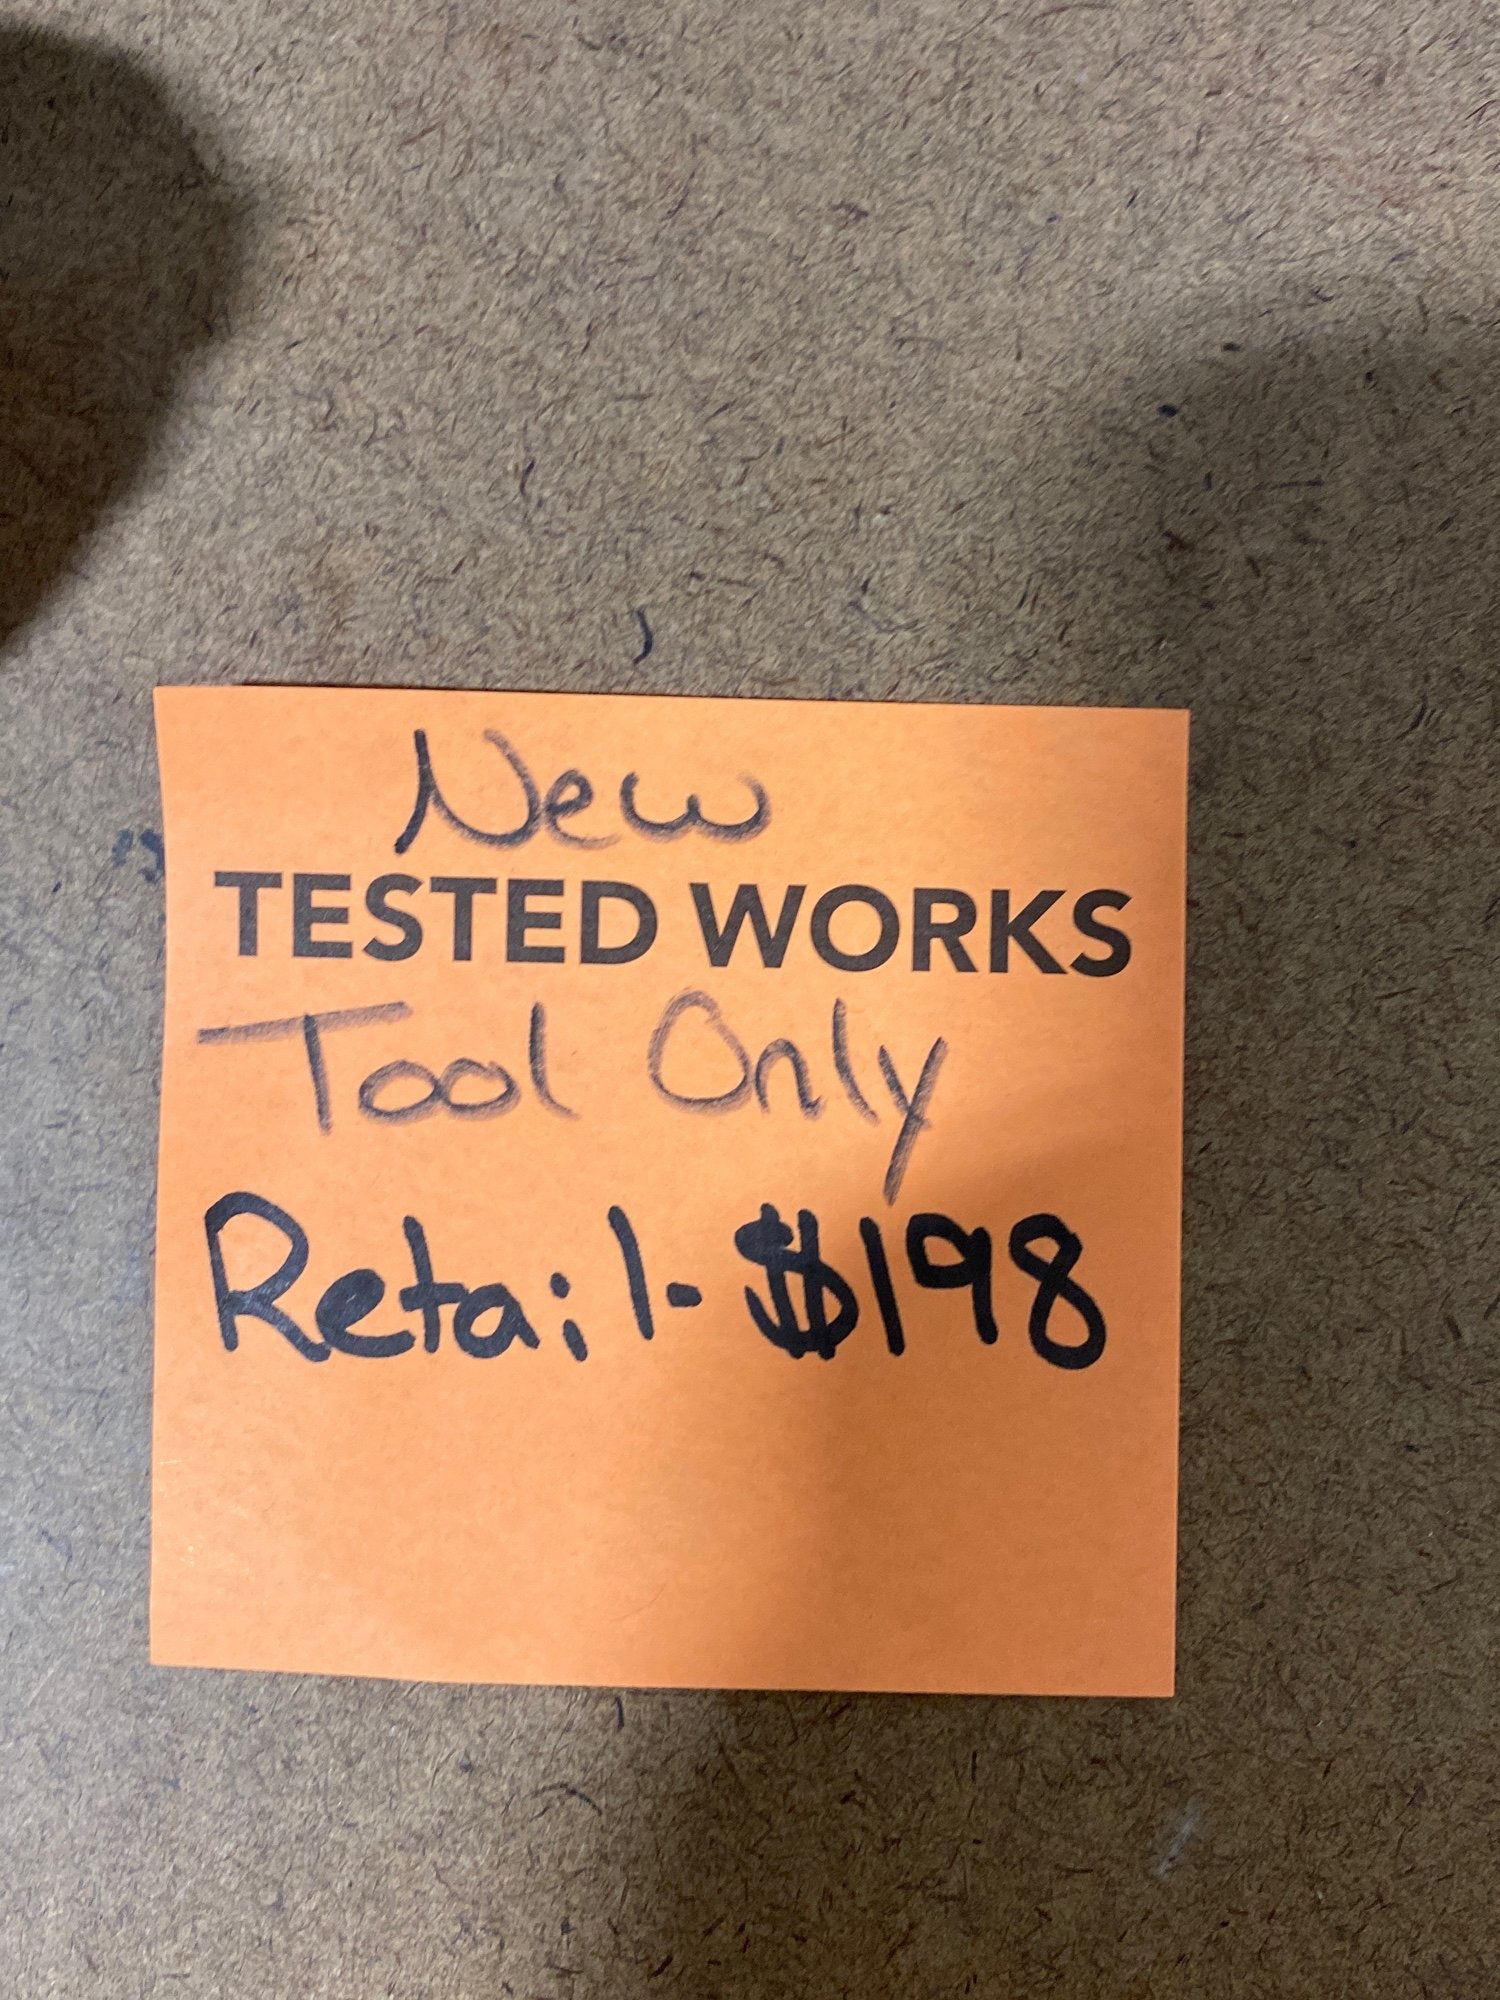 New
TESTED WORKS
Tool Only
Retail-$198